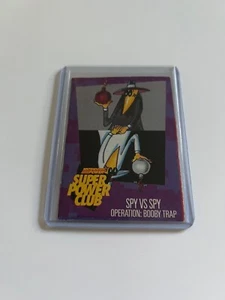 SUPER
POWER
CLUB
SPY VS SPY
OPERATION: BOOBY TRAP